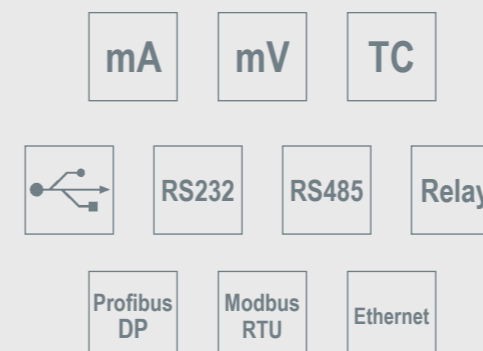 mA mV TC
RS232 RS485 Relay
Profibus Modbus
DP RTU Ethernet